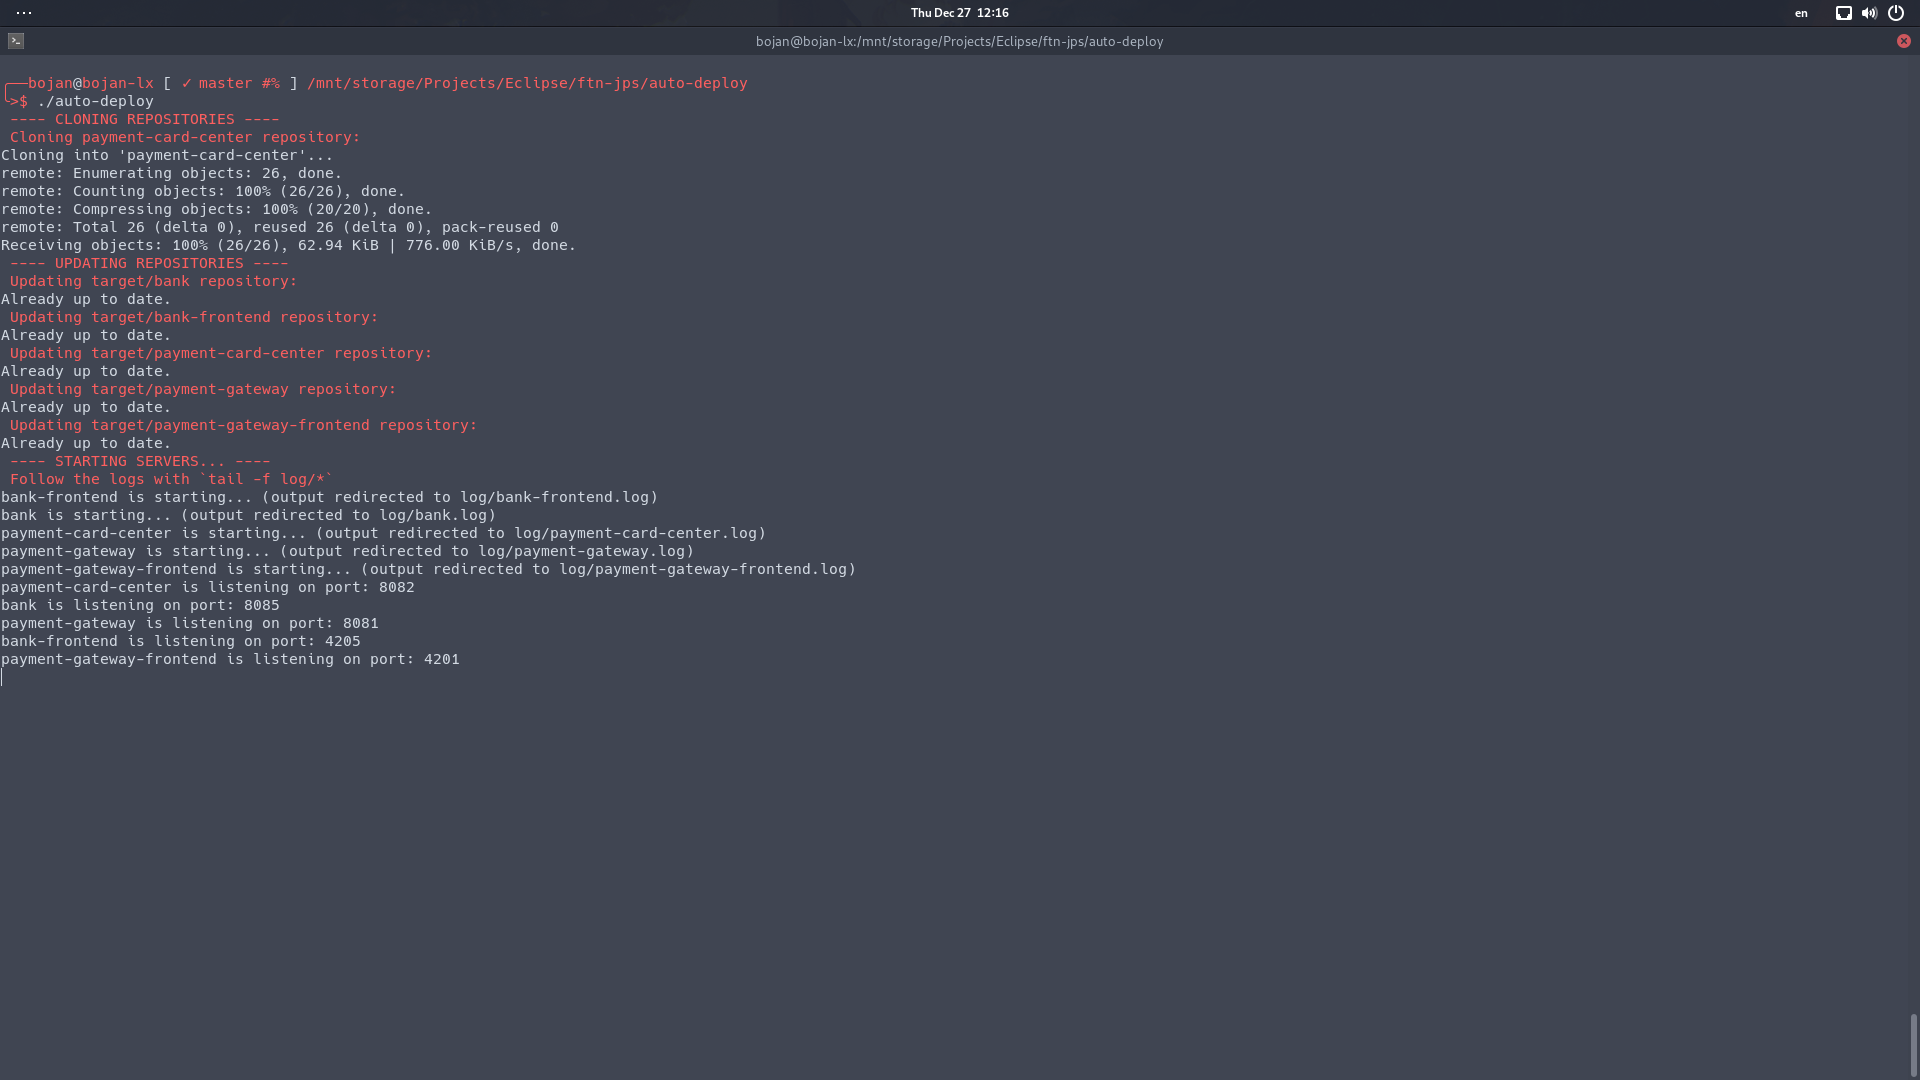 Thu Dec 27 12:16
en
bojan@bojan-lx:/mnt/storage/Projects/Eclipse/ftn-jps/auto-deploy
bojan@bojan-lx [ ✓ master #% ] /mnt/storage/Projects/Eclipse/ftn-jps/auto-deploy
>$ ./auto-deploy
---- CLONING REPOSITORIES ----
Cloning payment-card-center repository:
Cloning into 'payment-card-center'...
remote: Enumerating objects: 26, done.
remote: Counting objects: 100% (26/26), done.
remote: Compressing objects: 100% (20/20), done.
remote: Total 26 (delta 0), reused 26 (delta 0), pack-reused 0
Receiving objects: 100% (26/26), 62.94 KiB | 776.00 KiB/s, done.
---- UPDATING REPOSITORIES ----
Updating target/bank repository:
Already up to date.
Updating target/bank-frontend repository:
Already up to date.
Updating target/payment-card-center repository:
Already up to date.
Updating target/payment-gateway repository:
Already up to date.
Updating target/payment-gateway-frontend repository:
Already up to date.
---- STARTING SERVERS... ----
Follow the logs with `tail -f log/*`
bank-frontend is starting... (output redirected to log/bank-frontend.log)
bank is starting... (output redirected to log/bank.log)
payment-card-center is starting... (output redirected to log/payment-card-center.log)
payment-gateway is starting... (output redirected to log/payment-gateway.log)
payment-gateway-frontend is starting... (output redirected to log/payment-gateway-frontend.log)
payment-card-center is listening on port: 8082
bank is listening on port: 8085
payment-gateway is listening on port: 8081
bank-frontend is listening on port: 4205
payment-gateway-frontend is listening on port: 4201